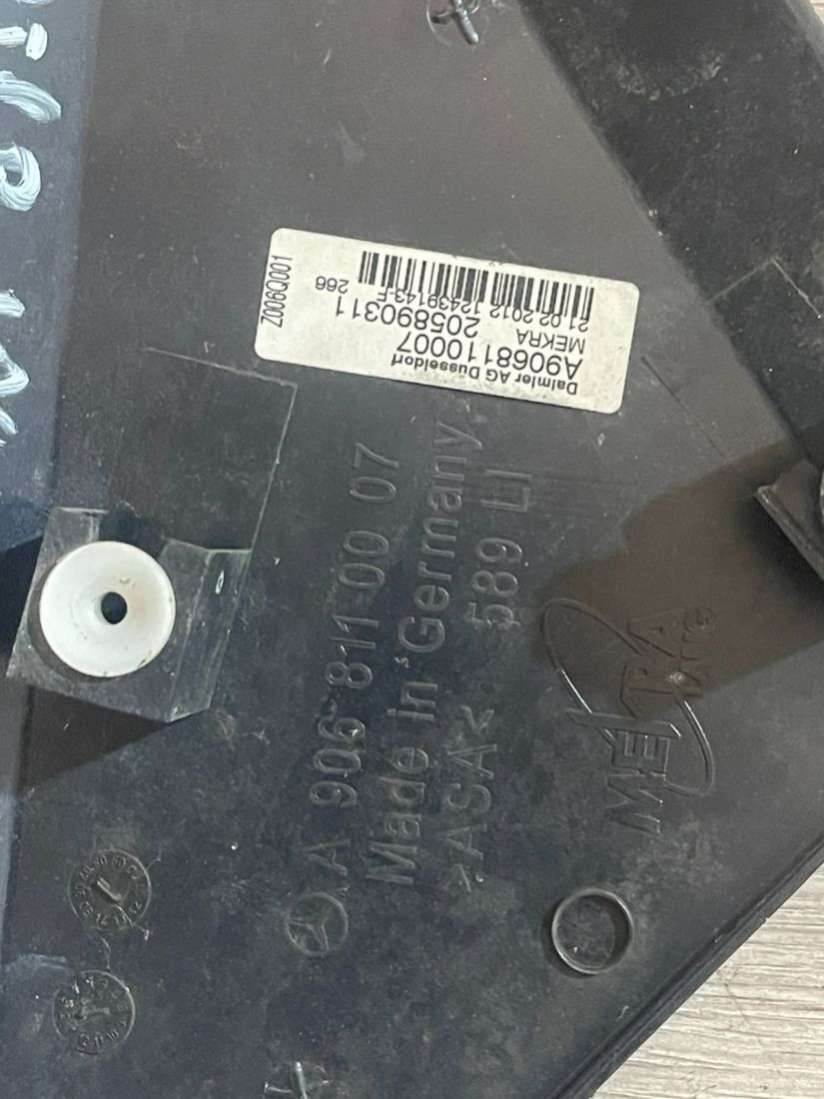 Daimler AG Düsseldorf
A9068110007
MEKRA 205890311
21.02.2012 12439143-F 266
Z006Q001
A 906 811 00 07
Made in Germany
>ASA< 589 LI
MEKRA